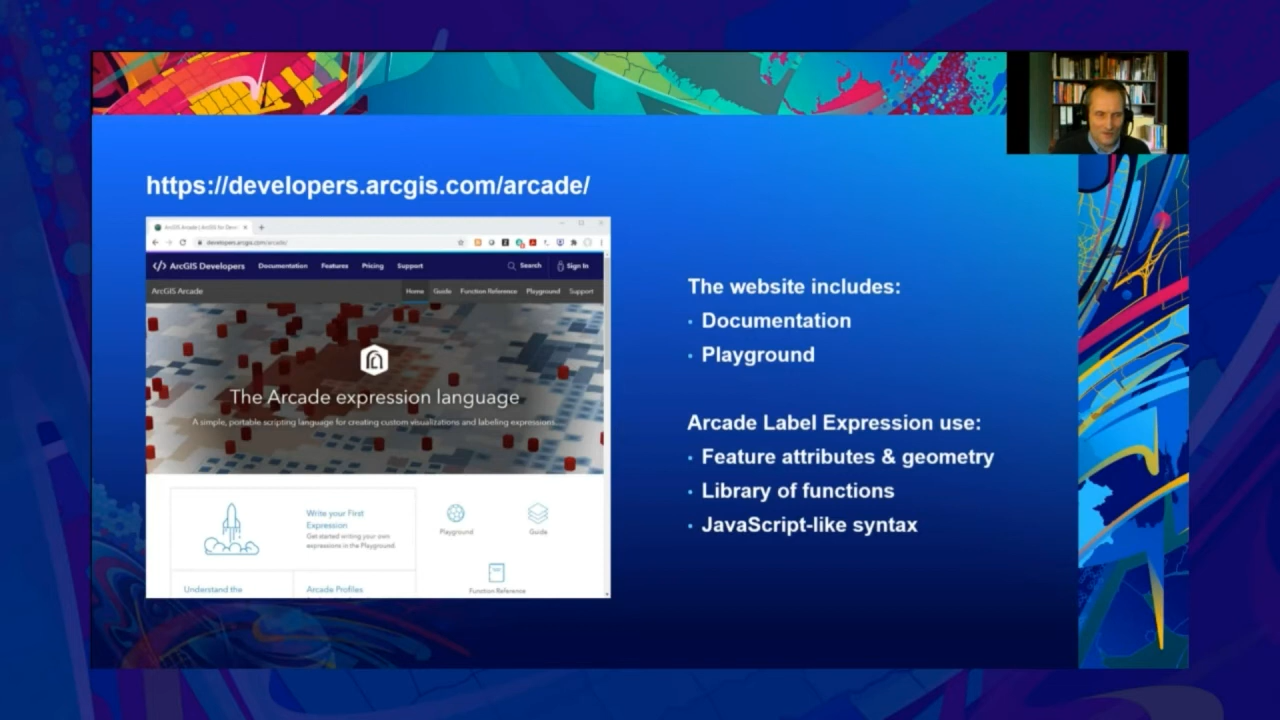 https://developers.arcgis.com/arcade/
developers.arcgis.com/arcade/
ArcGIS Developers Documentation Features Pricing Support Search Sign In
ArcGIS Arcade Home Guide Function Reference Playground Support
The Arcade expression language
A simple, portable scripting language for creating custom visualizations and labeling expressions.
Write your First
Expression
Get started writing your own
expressions in the Playground.
Playground Guide
Understand the Arcade Profiles
Function Reference
The website includes:
· Documentation
· Playground
Arcade Label Expression use:
· Feature attributes & geometry
· Library of functions
· JavaScript-like syntax